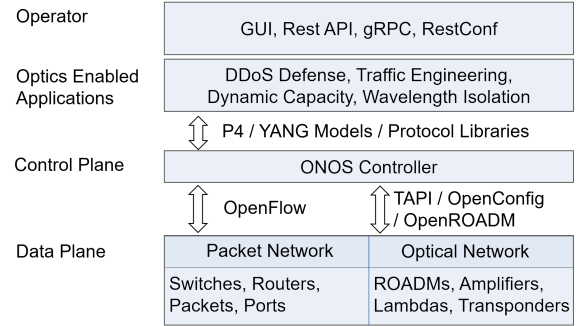 Operator
GUI, Rest API, gRPC, RestConf
Optics Enabled
Applications
DDoS Defense, Traffic Engineering,
Dynamic Capacity, Wavelength Isolation
P4 / YANG Models / Protocol Libraries
Control Plane
ONOS Controller
OpenFlow
TAPI / OpenConfig
/ OpenROADM
Data Plane
Packet Network
Optical Network
Switches, Routers,
Packets, Ports
ROADMs, Amplifiers,
Lambdas, Transponders